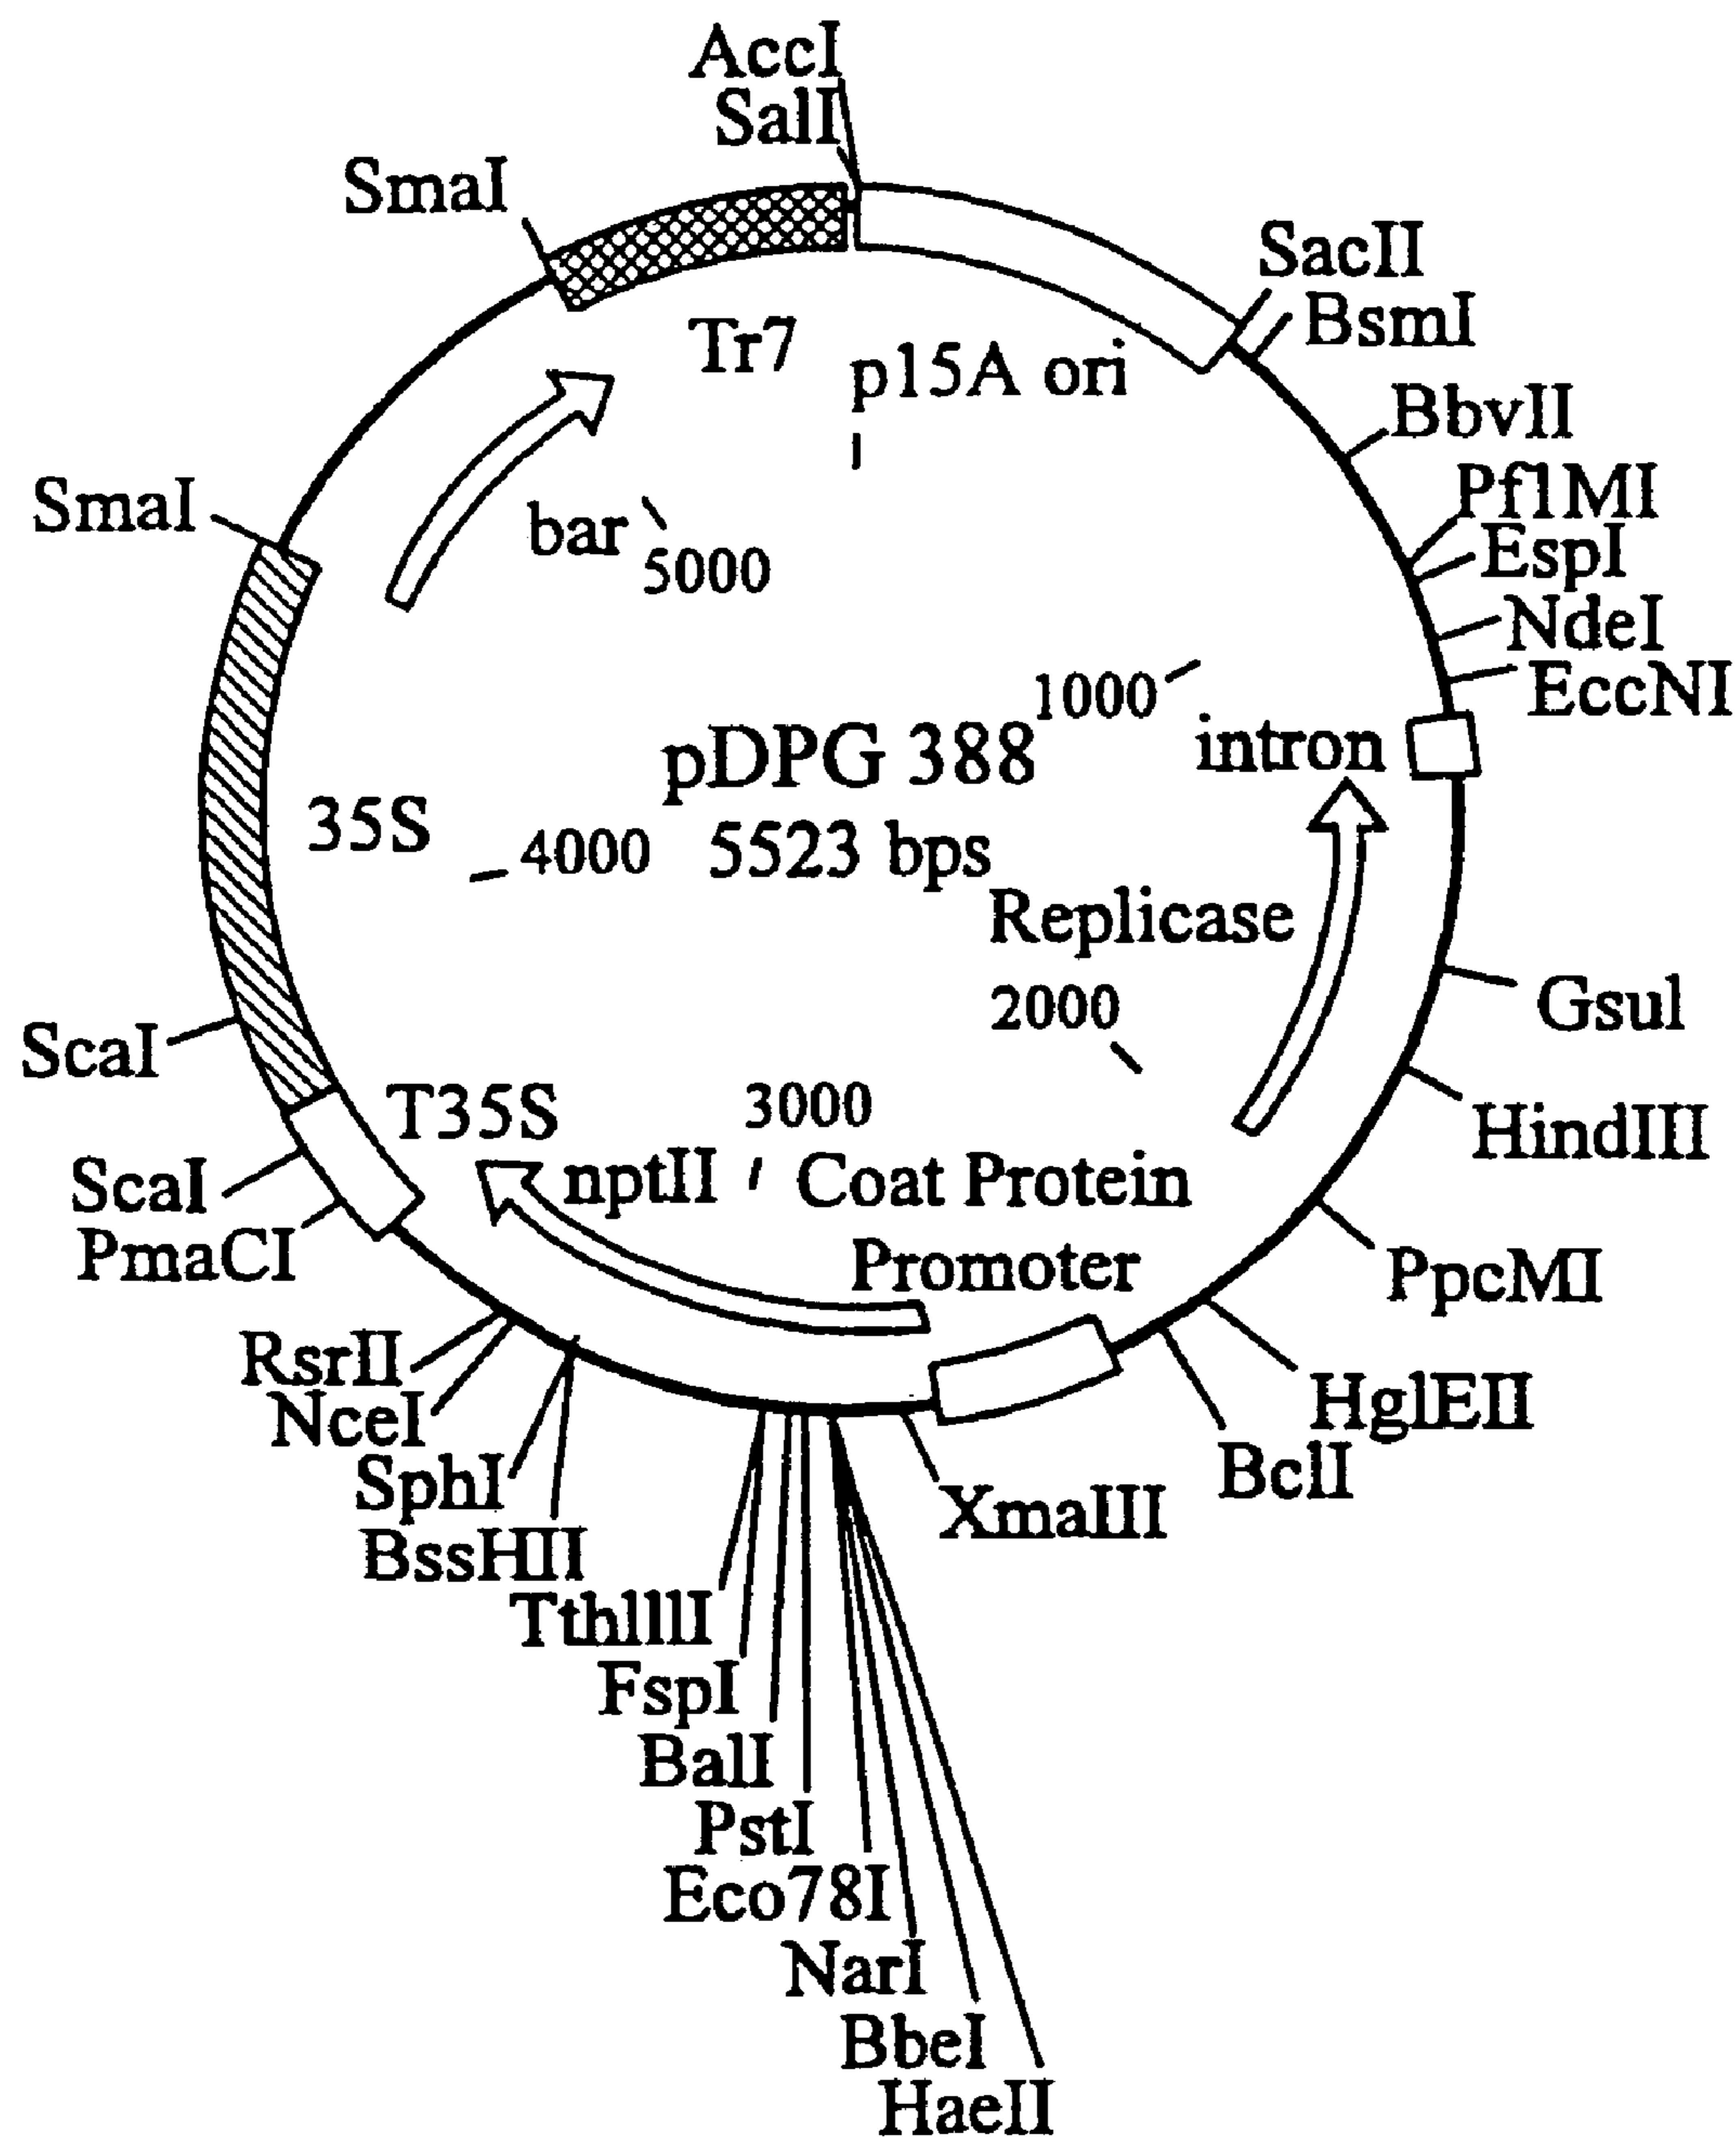 AccI
SalI
SmaI
SacII
BsmI
Tr7
p15A ori
BbvII
Pf1MI
EspI
NdeI
EccNI
SmaI
bar
5000
1000
intron
pDPG 388
5523 bps
35S
4000
Replicase
2000
GsuI
HindIII
ScaI
T35S
3000
nptII
Coat Protein
Promoter
ScaI
PmaCI
PpcMI
RsrII
NceI
SphI
BssHII
HglEII
BclI
XmaIII
Tth111I
FspI
BalI
PstI
Eco78I
NarI
BbeI
HaeII